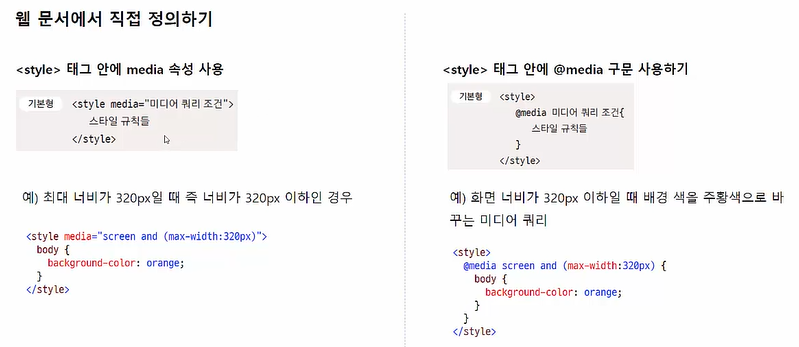 웹 문서에서 직접 정의하기
<style> 태그 안에 media 속성 사용
기본형
<style media="미디어 쿼리 조건">
스타일 규칙들
</style>
예) 최대 너비가 320px일 때 즉 너비가 320px 이하인 경우
<style media="screen and (max-width:320px)">
body {
background-color: orange;
}
</style>
<style> 태그 안에 @media 구문 사용하기
기본형
<style>
@media 미디어 쿼리 조건{
스타일 규칙들
}
</style>
예) 화면 너비가 320px 이하일 때 배경 색을 주황색으로 바
꾸는 미디어 쿼리
<style>
@media screen and (max-width:320px) {
body {
background-color: orange;
}
}
</style>